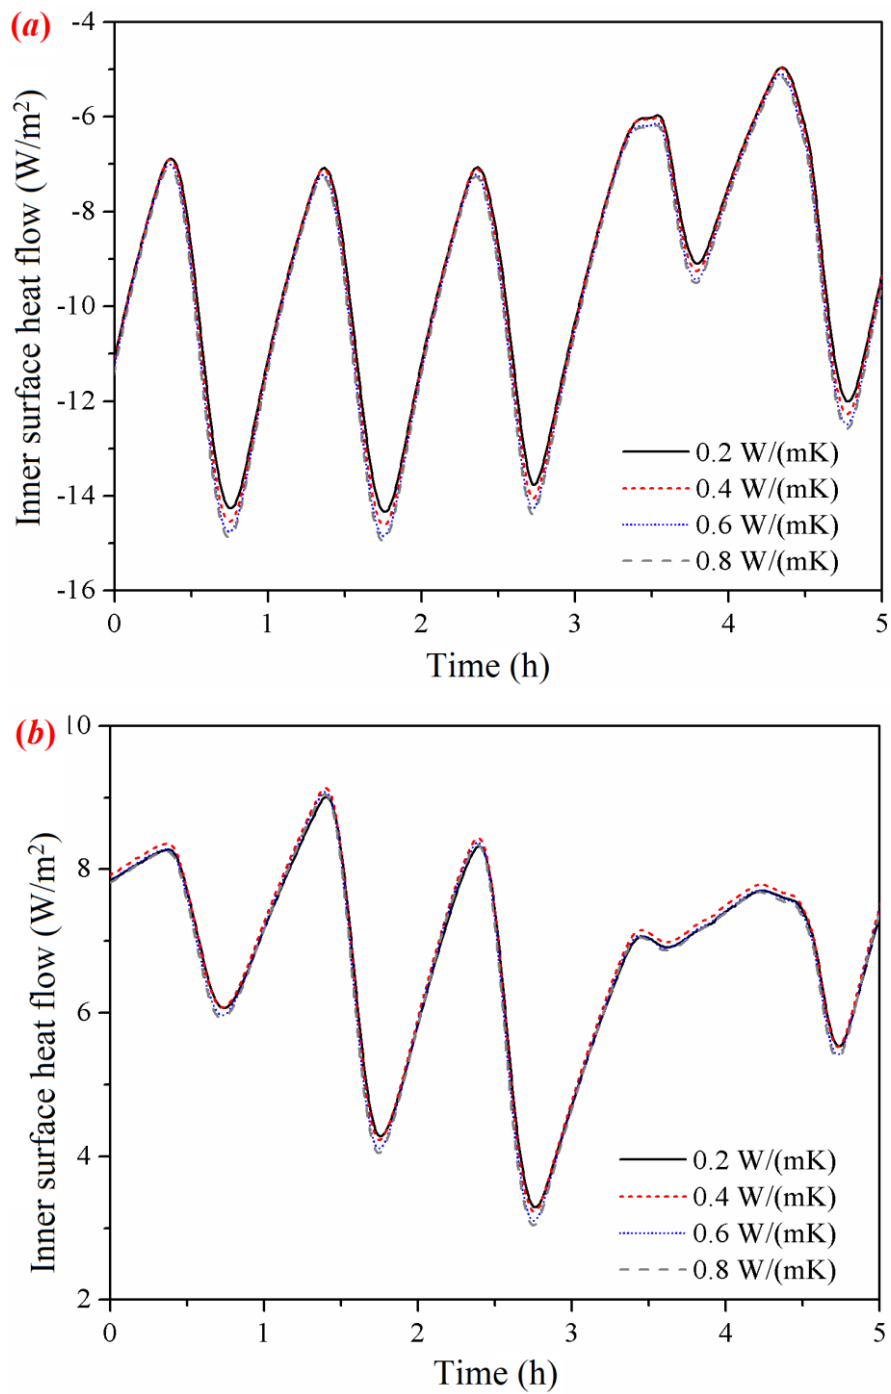 (a)
Inner surface heat flow (W/m²)
-4
-6
-8
-10
-12
-14
-16
0.2 W/(mK)
0.4 W/(mK)
0.6 W/(mK)
0.8 W/(mK)
0 1 2 3 4 5
Time (h)
(b)
Inner surface heat flow (W/m²)
10
8
6
4
2
0.2 W/(mK)
0.4 W/(mK)
0.6 W/(mK)
0.8 W/(mK)
0 1 2 3 4 5
Time (h)